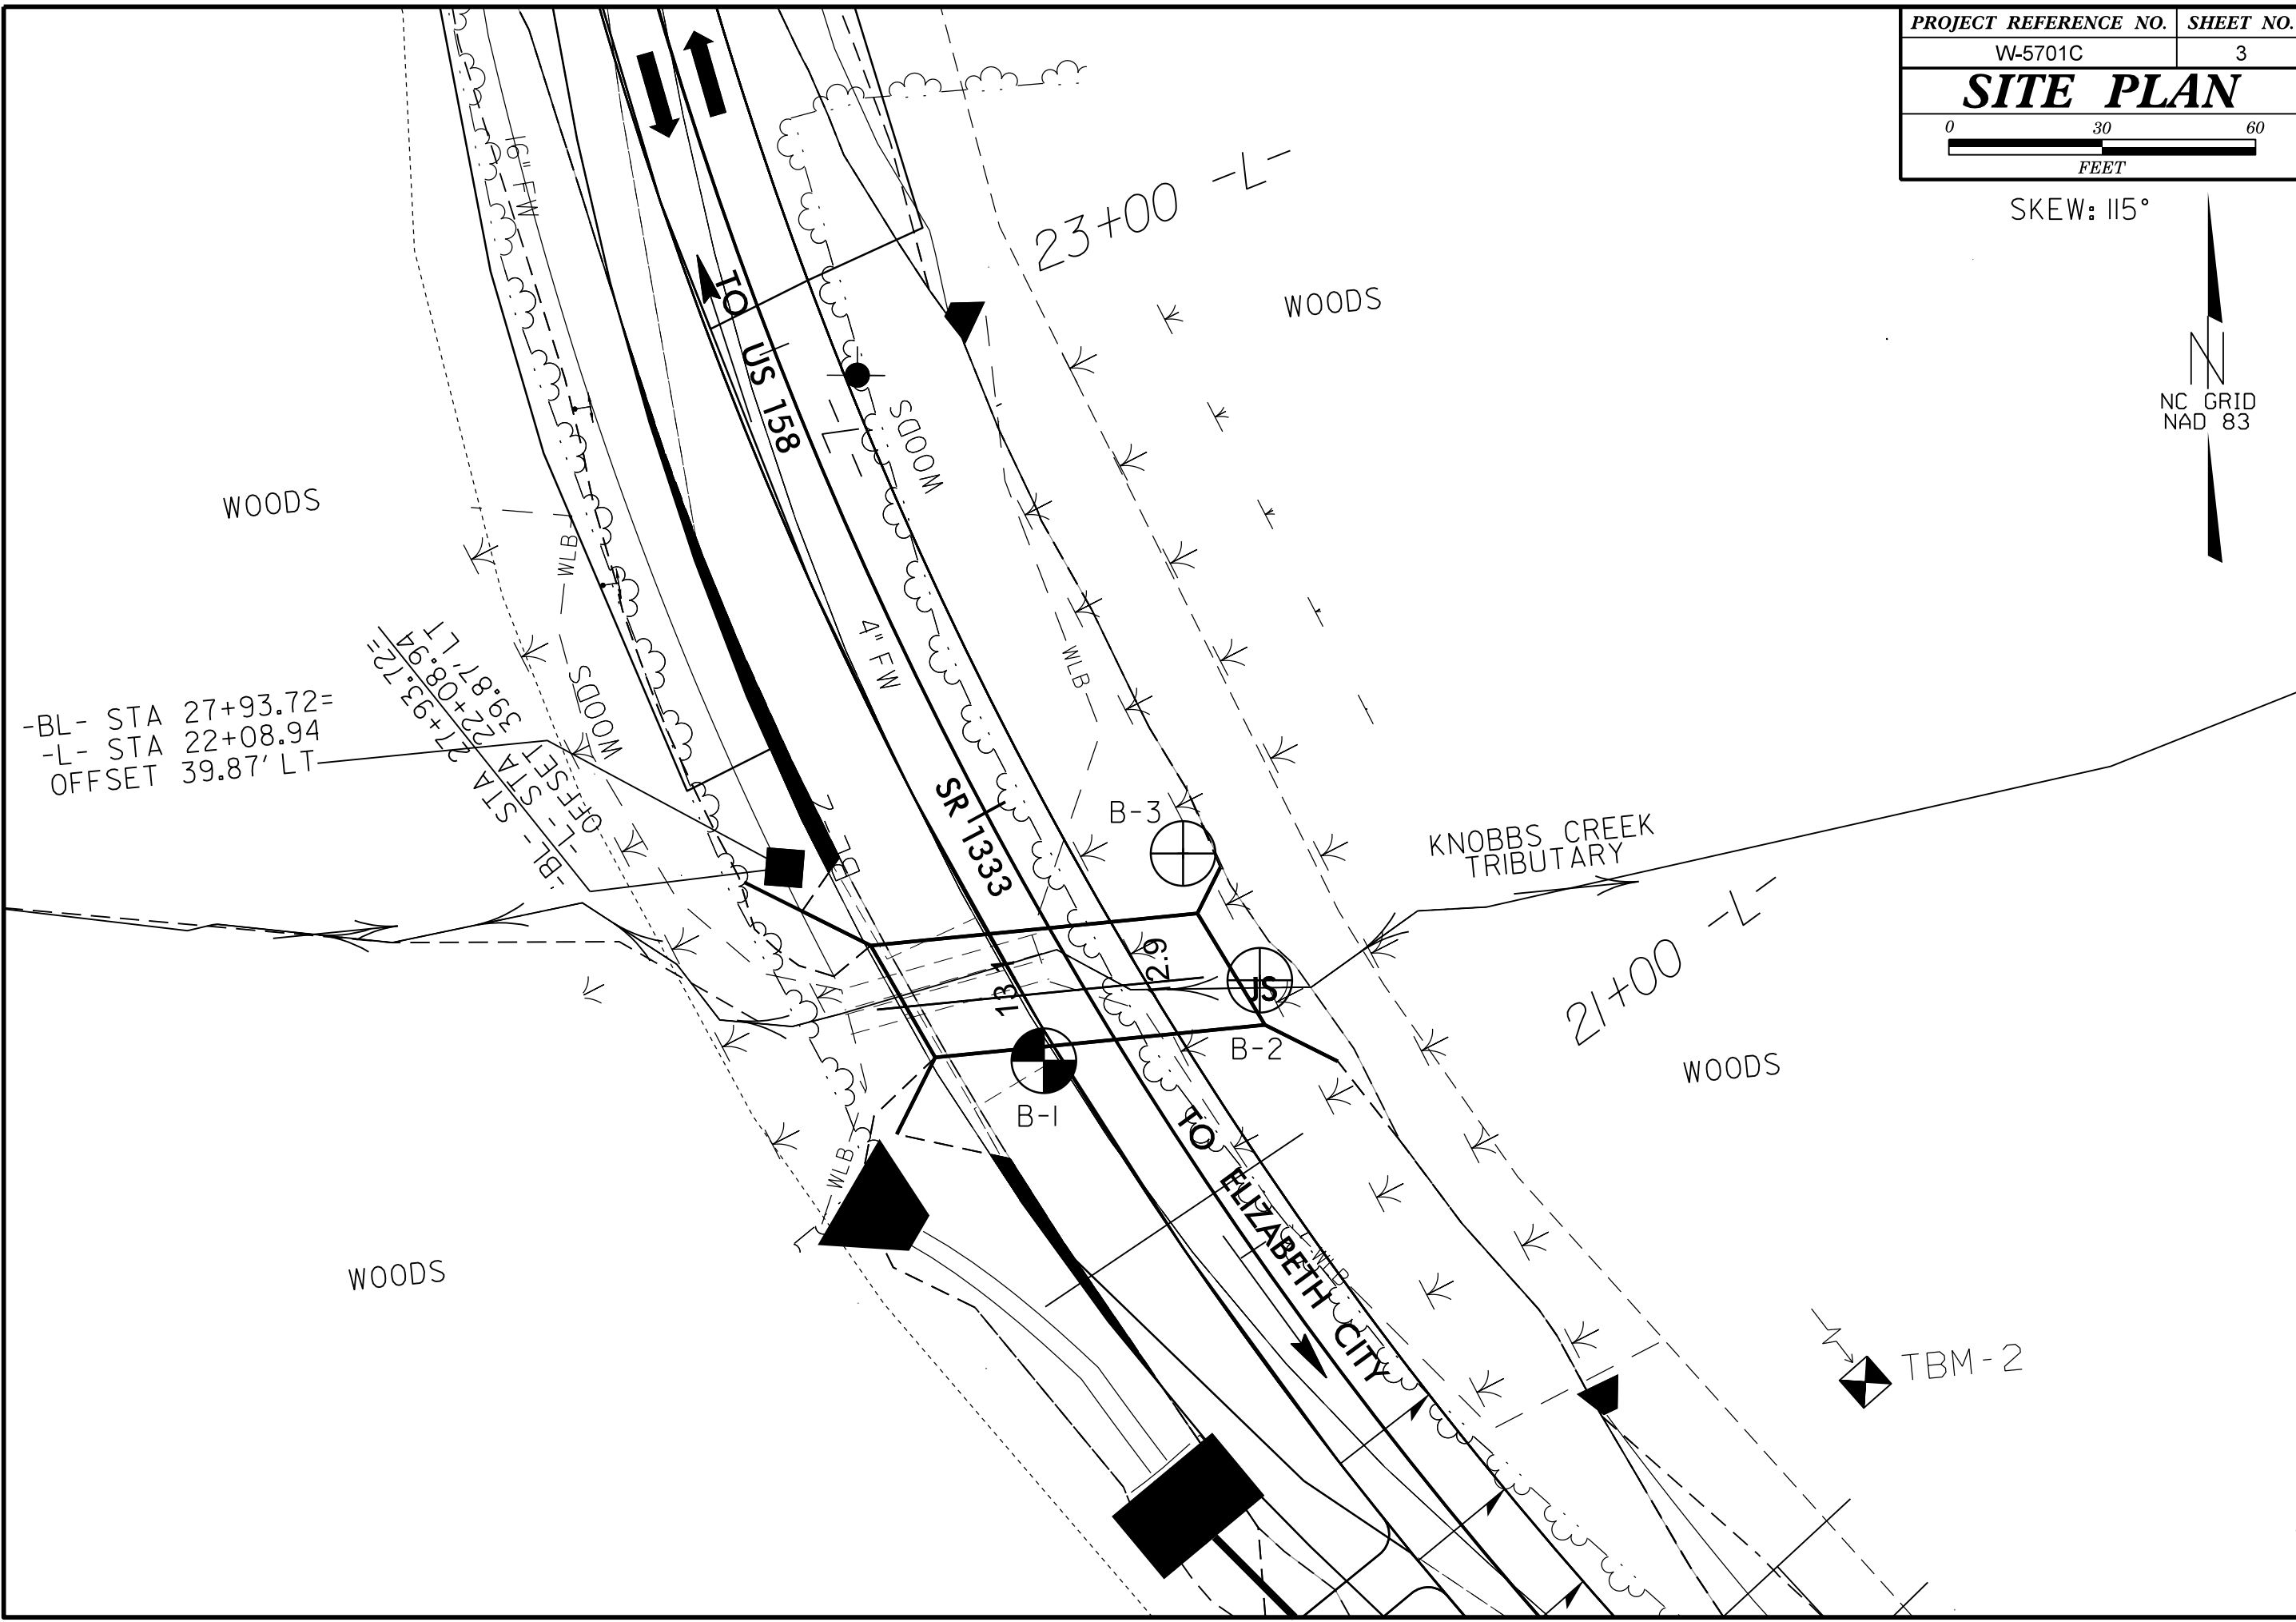 PROJECT REFERENCE NO. SHEET NO.
W-5701C 3
SITE PLAN
0 30 60
FEET
SKEW: 115°
N
NC GRID
NAD 83
6" FW
23+00 -L-
WOODS
TO US 158
-L-
WOODS
WOODS
WLB
4" FW
WLB
WOODS
-BL- STA 27+93.72=
-L- STA 22+08.94
OFFSET 39.87' LT
-BL- STA 27+93.72=
-L- STA 22+08.94
OFFSET 39.87' LT
SR 1333
B-3
KNOBBS CREEK
TRIBUTARY
21+00 -L-
2.9
JS
B-2
B-1
WOODS
WLB
TO ELIZABETH CITY
WLB
WOODS
TBM-2